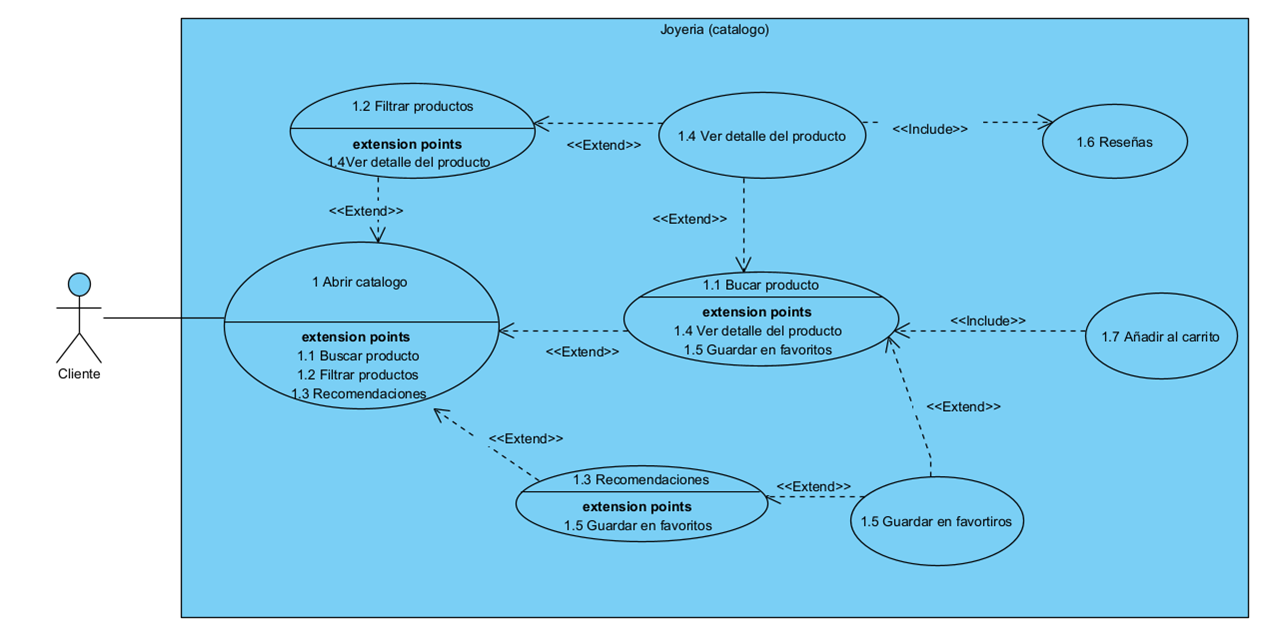 Joyeria (catalogo)
1.2 Filtrar productos
extension points
1.4Ver detalle del producto
<<Extend>>
1.4 Ver detalle del producto
<<Include>>
1.6 Reseñas
<<Extend>>
<<Extend>>
1 Abrir catalogo
extension points
1.1 Buscar producto
1.2 Filtrar productos
1.3 Recomendaciones
Cliente
<<Extend>>
1.1 Bucar producto
extension points
1.4 Ver detalle del producto
1.5 Guardar en favoritos
<<Include>>
1.7 Añadir al carrito
<<Extend>>
<<Extend>>
1.3 Recomendaciones
extension points
1.5 Guardar en favoritos
<<Extend>>
1.5 Guardar en favortiros